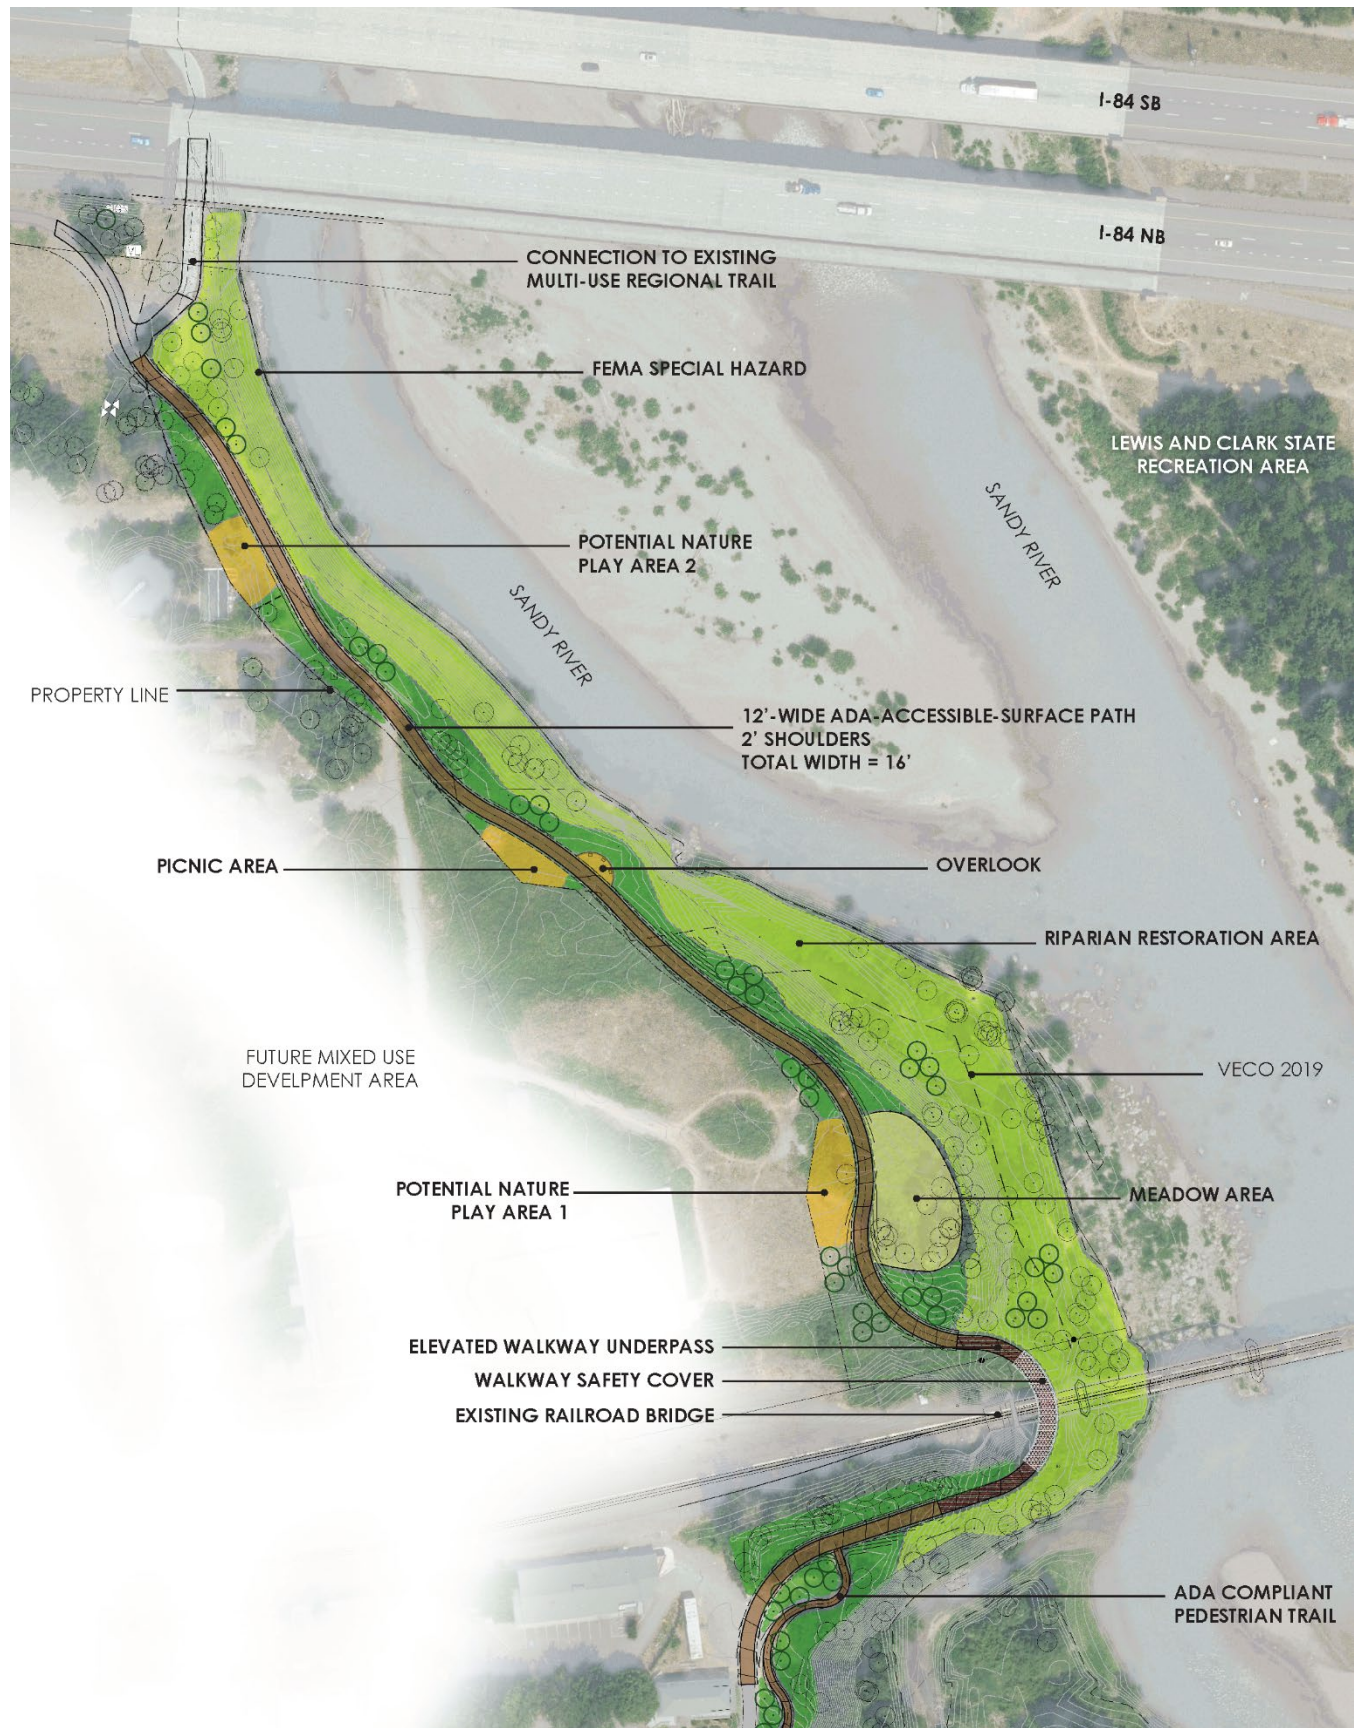 I-84 SB
I-84 NB
CONNECTION TO EXISTING
MULTI-USE REGIONAL TRAIL
FEMA SPECIAL HAZARD
LEWIS AND CLARK STATE
RECREATION AREA
SANDY RIVER
POTENTIAL NATURE
PLAY AREA 2
SANDY RIVER
PROPERTY LINE
12'-WIDE ADA-ACCESSIBLE-SURFACE PATH
2' SHOULDERS
TOTAL WIDTH = 16'
PICNIC AREA
OVERLOOK
RIPARIAN RESTORATION AREA
FUTURE MIXED USE
DEVELPMENT AREA
VECO 2019
POTENTIAL NATURE
PLAY AREA 1
MEADOW AREA
ELEVATED WALKWAY UNDERPASS
WALKWAY SAFETY COVER
EXISTING RAILROAD BRIDGE
ADA COMPLIANT
PEDESTRIAN TRAIL